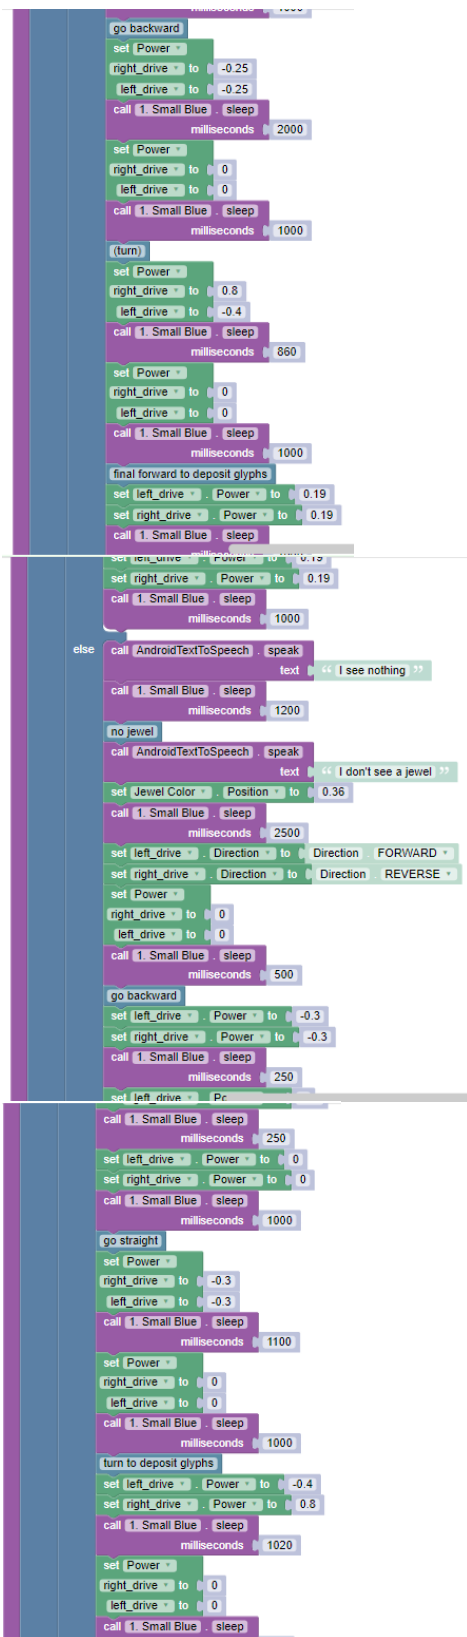 go backward
set Power
right_drive to -0.25
left_drive to -0.25
call 1. Small Blue . sleep
milliseconds 2000
set Power
right_drive to 0
left_drive to 0
call 1. Small Blue . sleep
milliseconds 1000
(turn)
set Power
right_drive to 0.8
left_drive to -0.4
call 1. Small Blue . sleep
milliseconds 860
set Power
right_drive to 0
left_drive to 0
call 1. Small Blue . sleep
milliseconds 1000
final forward to deposit glyphs
set left_drive . Power to 0.19
set right_drive . Power to 0.19
call 1. Small Blue . sleep
set left_drive . Power to 0.19
set right_drive . Power to 0.19
call 1. Small Blue . sleep
milliseconds 1000
else call AndroidTextToSpeech . speak
text “ I see nothing ”
call 1. Small Blue . sleep
milliseconds 1200
no jewel
call AndroidTextToSpeech . speak
text “ I don't see a jewel ”
set Jewel Color . Position to 0.36
call 1. Small Blue . sleep
milliseconds 2500
set left_drive . Direction to Direction . FORWARD
set right_drive . Direction to Direction . REVERSE
set Power
right_drive to 0
left_drive to 0
call 1. Small Blue . sleep
milliseconds 500
go backward
set left_drive . Power to -0.3
set right_drive . Power to -0.3
call 1. Small Blue . sleep
milliseconds 250
set left_drive
call 1. Small Blue . sleep
milliseconds 250
set left_drive . Power to 0
set right_drive . Power to 0
call 1. Small Blue . sleep
milliseconds 1000
go straight
set Power
right_drive to -0.3
left_drive to -0.3
call 1. Small Blue . sleep
milliseconds 1100
set Power
right_drive to 0
left_drive to 0
call 1. Small Blue . sleep
milliseconds 1000
turn to deposit glyphs
set left_drive . Power to -0.4
set right_drive . Power to 0.8
call 1. Small Blue . sleep
milliseconds 1020
set Power
right_drive to 0
left_drive to 0
call 1. Small Blue . sleep